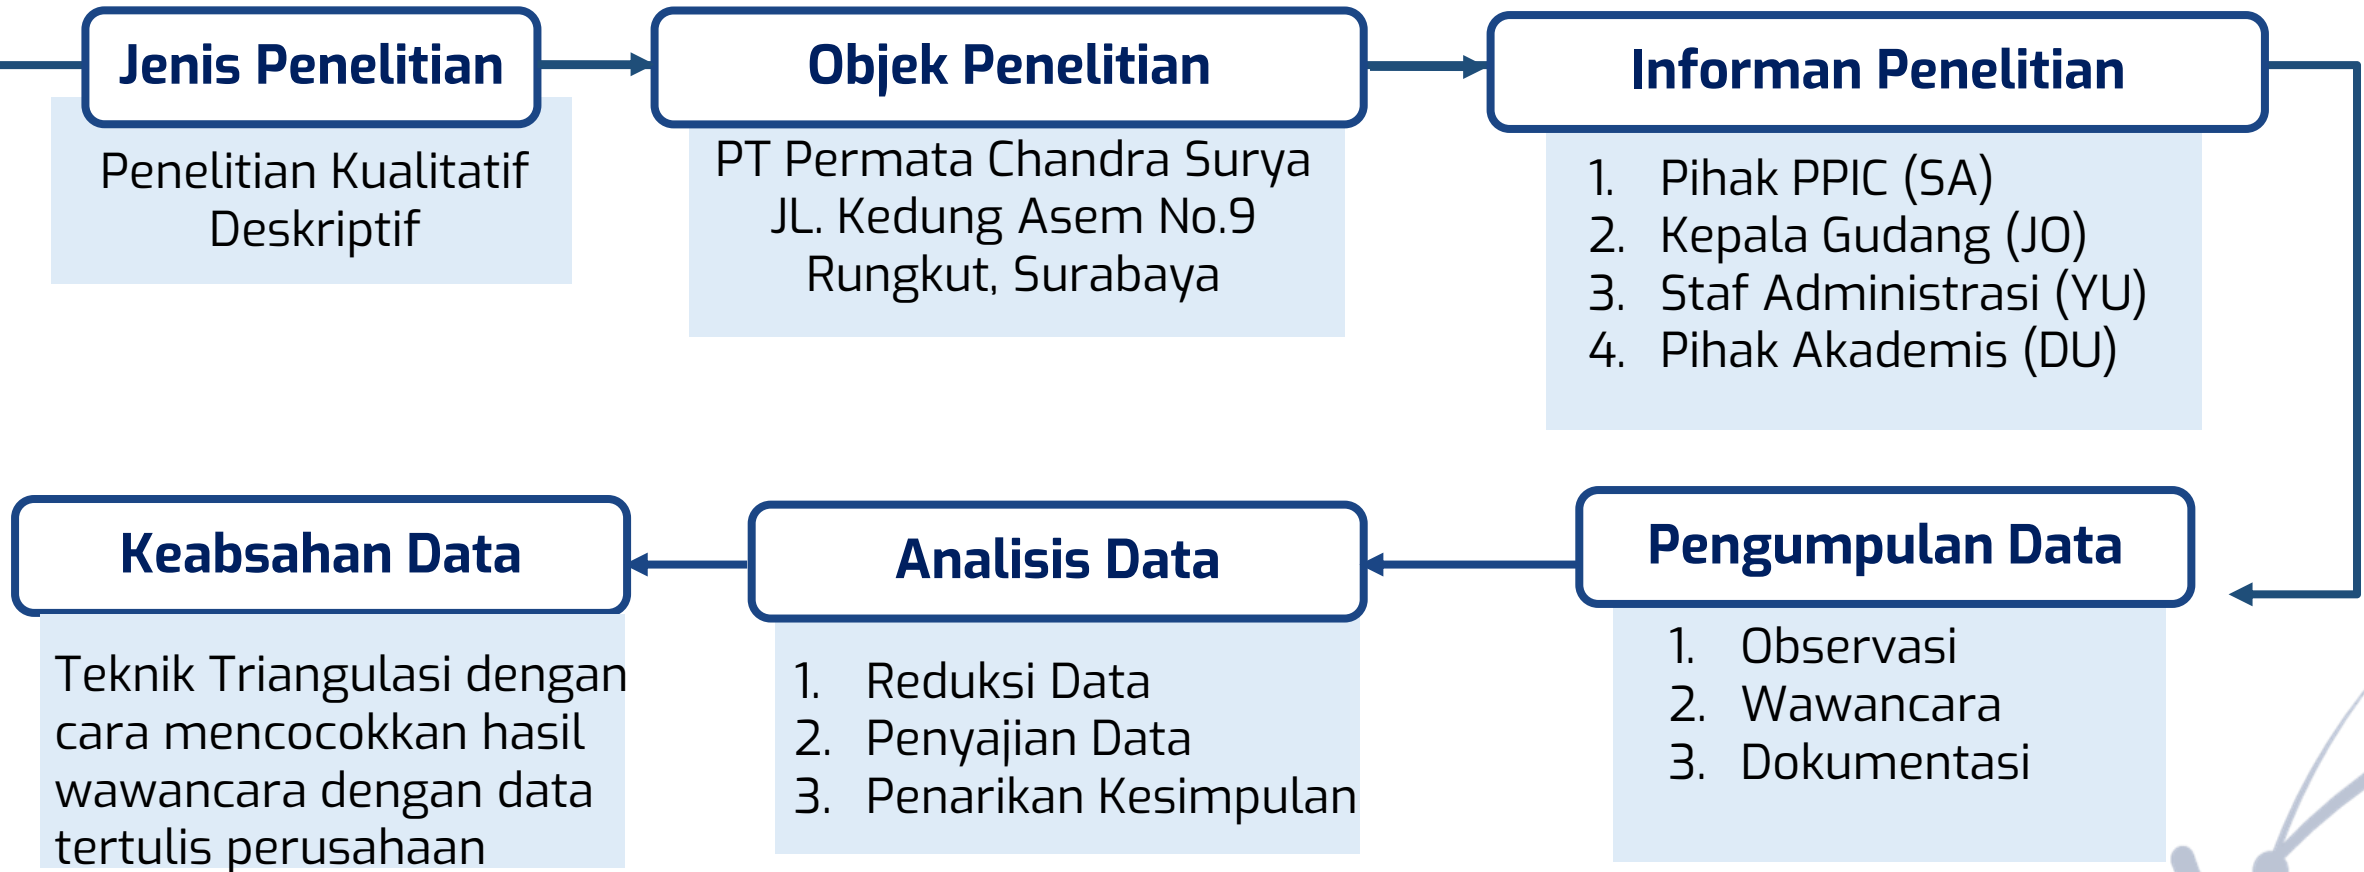 Jenis Penelitian
Penelitian Kualitatif
Deskriptif
Objek Penelitian
PT Permata Chandra Surya
JL. Kedung Asem No.9
Rungkut, Surabaya
Informan Penelitian
1. Pihak PPIC (SA)
2. Kepala Gudang (JO)
3. Staf Administrasi (YU)
4. Pihak Akademis (DU)
Pengumpulan Data
1. Observasi
2. Wawancara
3. Dokumentasi
Analisis Data
1. Reduksi Data
2. Penyajian Data
3. Penarikan Kesimpulan
Keabsahan Data
Teknik Triangulasi dengan
cara mencocokkan hasil
wawancara dengan data
tertulis perusahaan